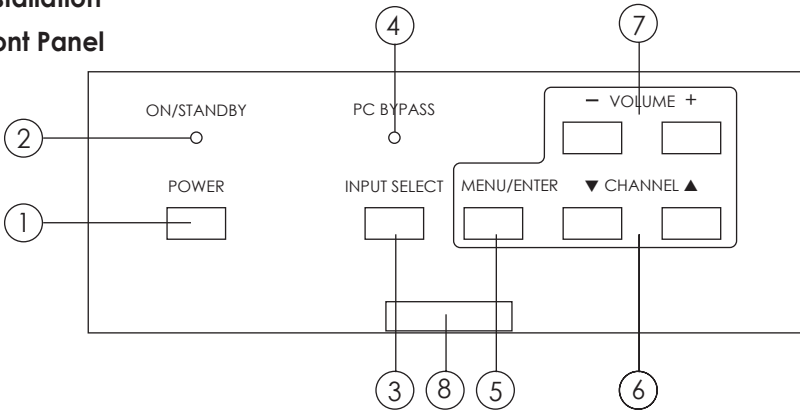 ont Panel
4
7
ON/STANDBY
PC BYPASS
− VOLUME +
2
POWER
INPUT SELECT
MENU/ENTER
▼ CHANNEL ▲
1
3
8
5
6